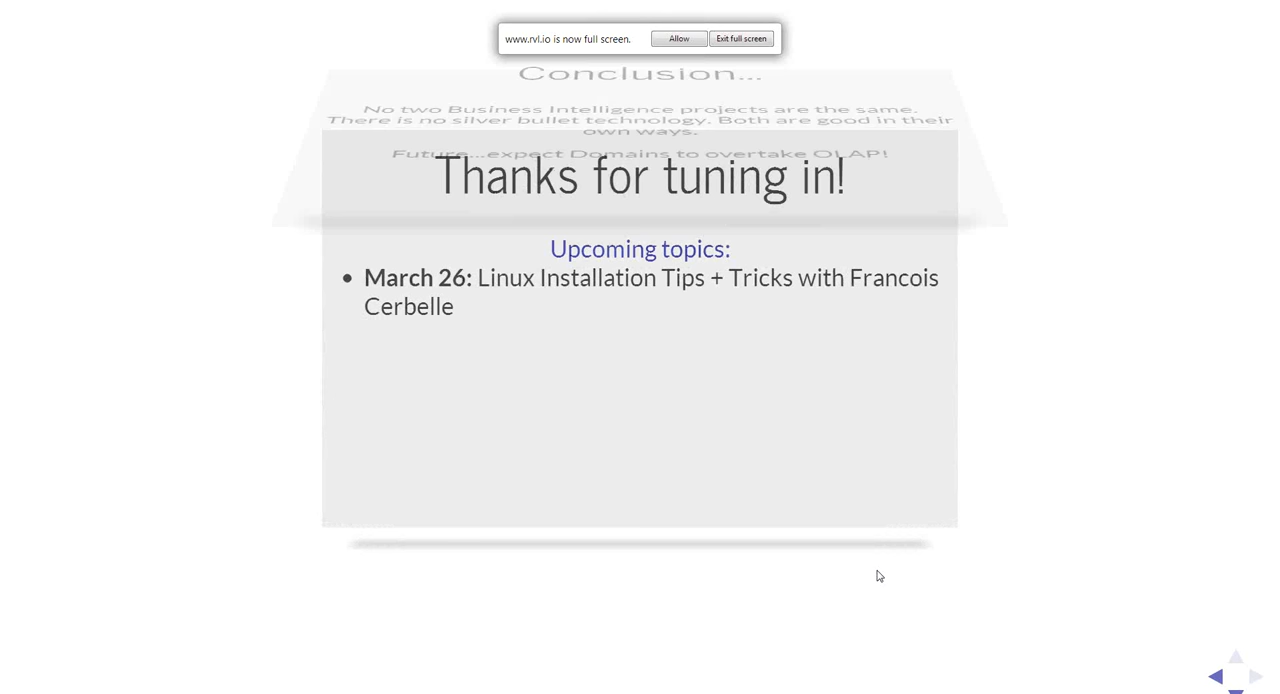 www.rvl.io is now full screen.
Allow
Exit full screen
Conclusion...
No two Business Intelligence projects are the same.
There is no silver bullet technology. Both are good in their
own ways.
Future...expect Domains to overtake OLAP!
Thanks for tuning in!
Upcoming topics:
• March 26: Linux Installation Tips + Tricks with Francois
Cerbelle